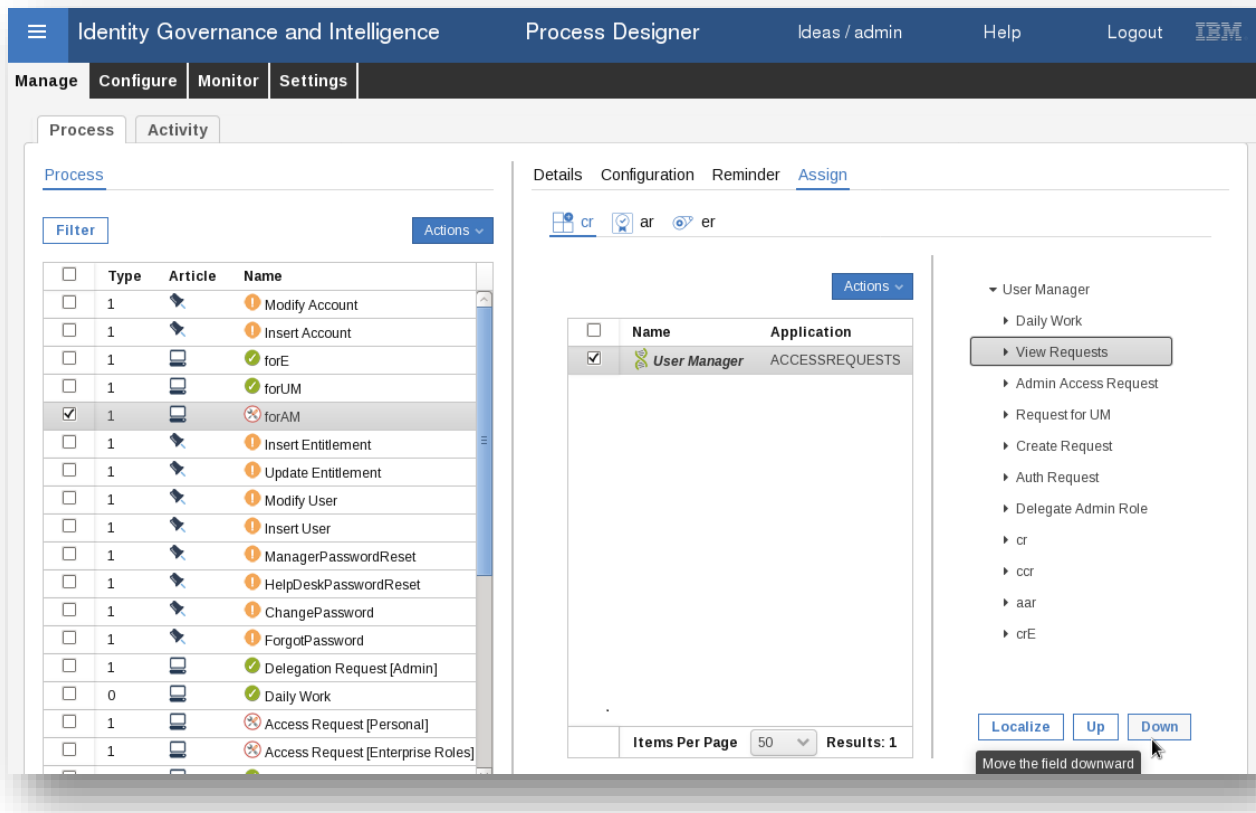 Identity Governance and Intelligence Process Designer Ideas / admin Help Logout IBM
Manage Configure Monitor Settings
Process Activity
Process
Filter Actions
Type Article Name
1 Modify Account
1 Insert Account
1 forE
1 forUM
1 forAM
1 Insert Entitlement
1 Update Entitlement
1 Modify User
1 Insert User
1 ManagerPasswordReset
1 HelpDeskPasswordReset
1 ChangePassword
1 ForgotPassword
1 Delegation Request [Admin]
0 Daily Work
1 Access Request [Personal]
1 Access Request [Enterprise Roles]
Details Configuration Reminder Assign
cr ar er
Actions
Name Application
User Manager ACCESSREQUESTS
Items Per Page 50 Results: 1
User Manager
Daily Work
View Requests
Admin Access Request
Request for UM
Create Request
Auth Request
Delegate Admin Role
cr
ccr
aar
crE
Localize Up Down
Move the field downward